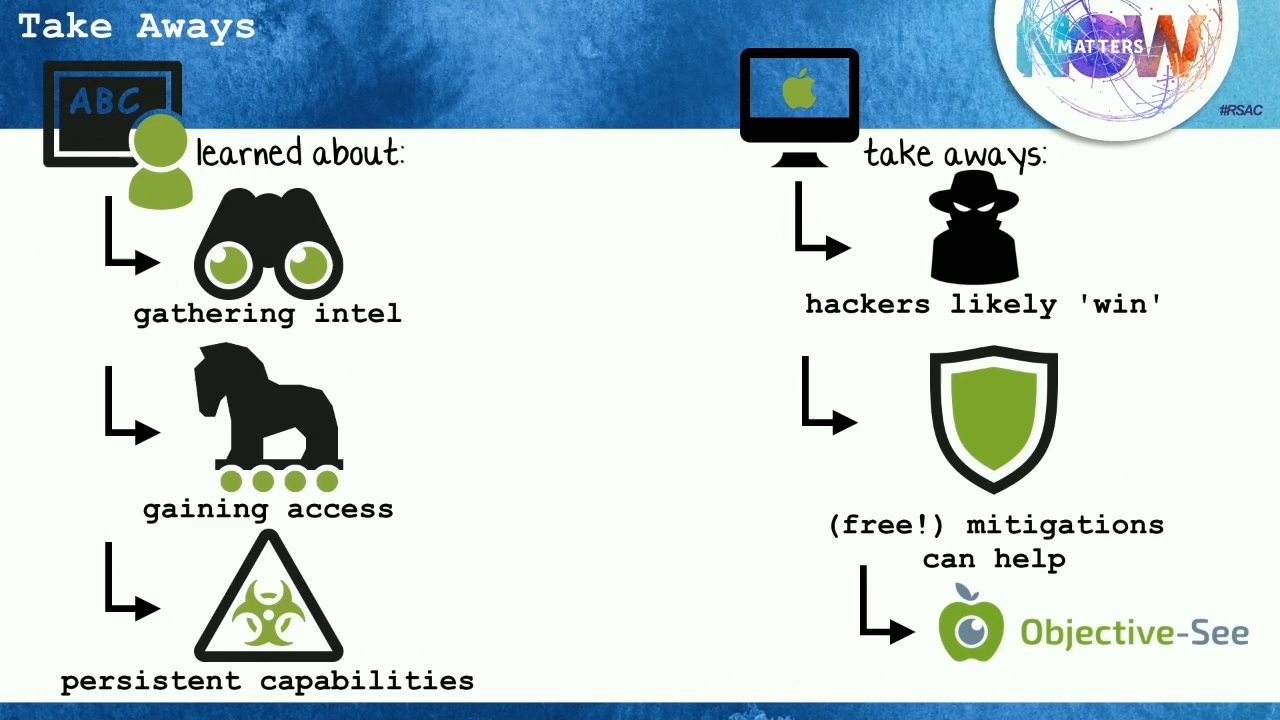 Take Aways
NOW
MATTERS
#RSAC
ABC
learned about:
gathering intel
gaining access
persistent capabilities
take aways:
hackers likely 'win'
(free!) mitigations
can help
Objective-See